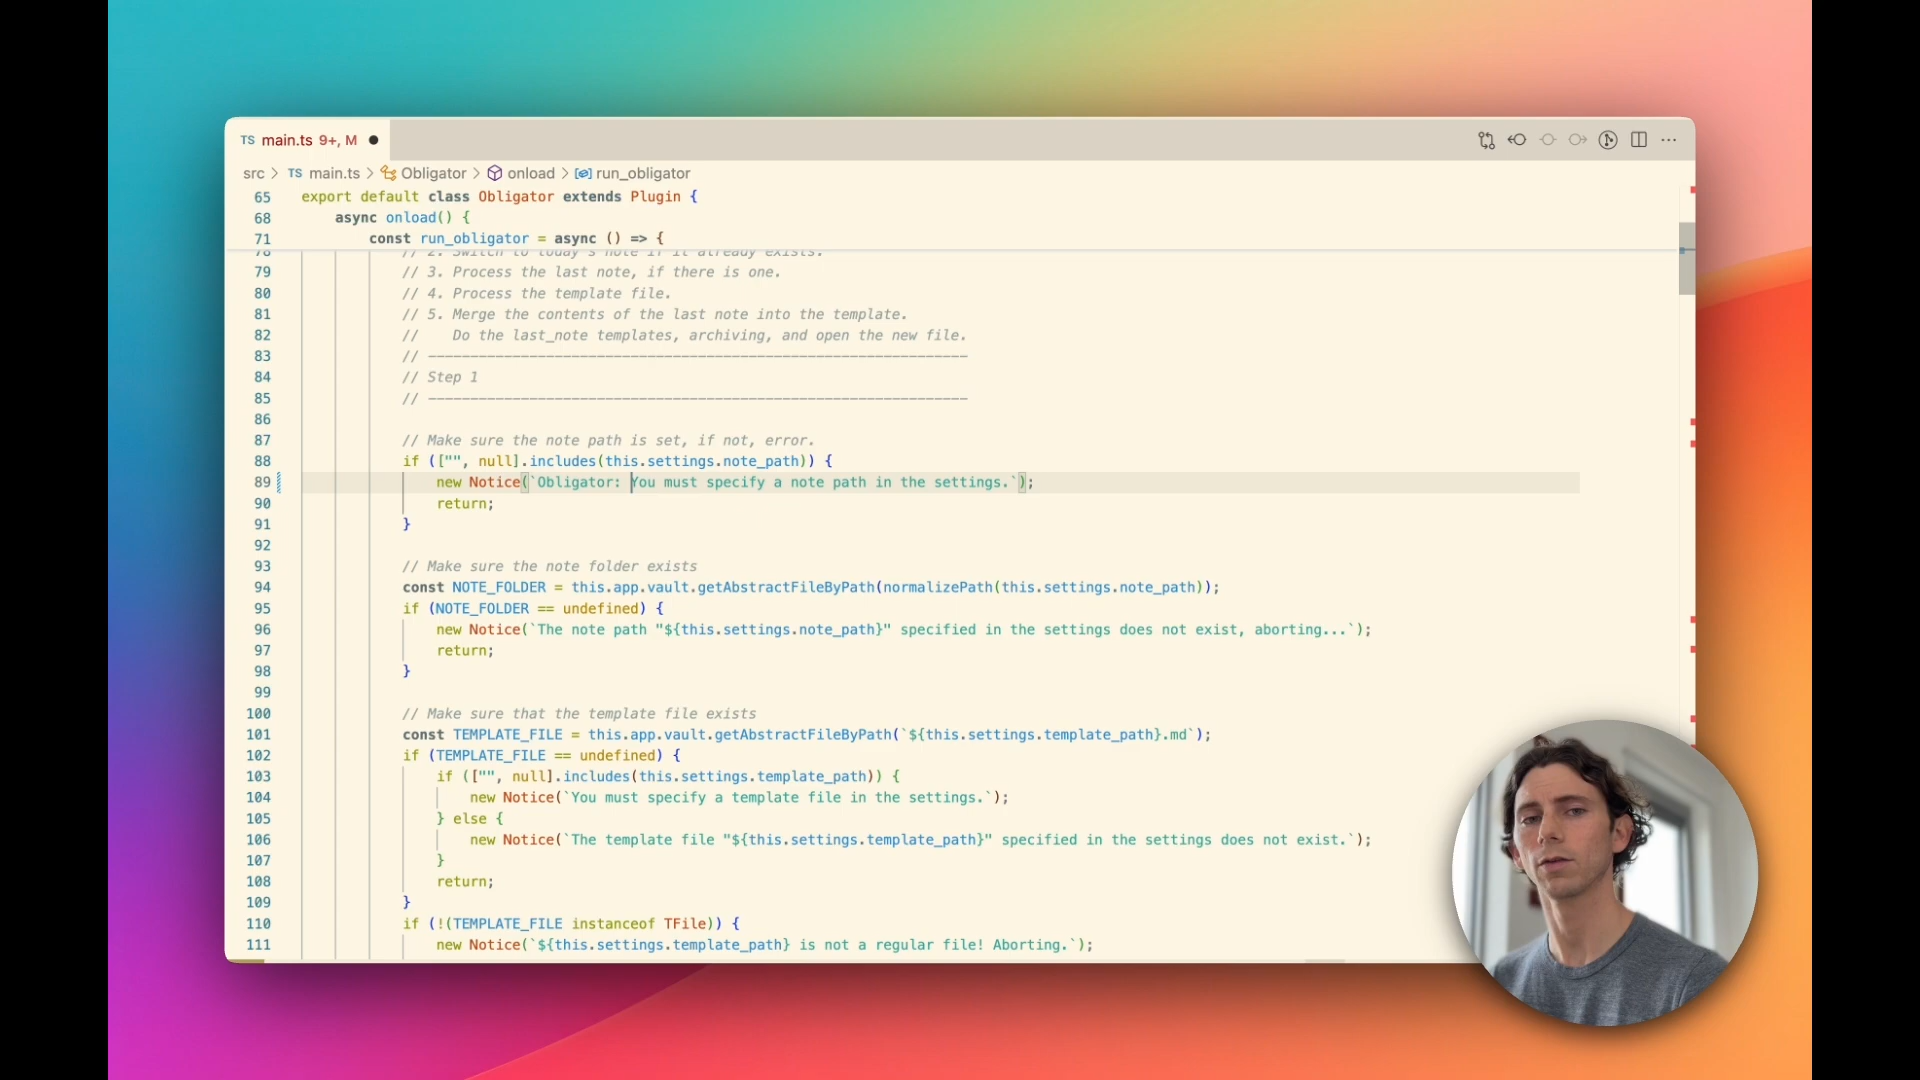 TS main.ts 9+, M
src > TS main.ts > Obligator > onload > run_obligator
65 export default class Obligator extends Plugin {
68 async onload() {
71 const run_obligator = async () => {
78 // 2. Switch to today's note if it already exists.
79 // 3. Process the last note, if there is one.
80 // 4. Process the template file.
81 // 5. Merge the contents of the last note into the template.
82 //    Do the last_note templates, archiving, and open the new file.
83 // ----------------------------------------------------------------
84 // Step 1
85 // ----------------------------------------------------------------
86
87 // Make sure the note path is set, if not, error.
88 if (["", null].includes(this.settings.note_path)) {
89 new Notice(`Obligator: You must specify a note path in the settings.`);
90 return;
91 }
92
93 // Make sure the note folder exists
94 const NOTE_FOLDER = this.app.vault.getAbstractFileByPath(normalizePath(this.settings.note_path));
95 if (NOTE_FOLDER == undefined) {
96 new Notice(`The note path "${this.settings.note_path}" specified in the settings does not exist, aborting...`);
97 return;
98 }
99
100 // Make sure that the template file exists
101 const TEMPLATE_FILE = this.app.vault.getAbstractFileByPath(`${this.settings.template_path}.md`);
102 if (TEMPLATE_FILE == undefined) {
103 if (["", null].includes(this.settings.template_path)) {
104 new Notice(`You must specify a template file in the settings.`);
105 } else {
106 new Notice(`The template file "${this.settings.template_path}" specified in the settings does not exist.`);
107 }
108 return;
109 }
110 if (!(TEMPLATE_FILE instanceof TFile)) {
111 new Notice(`${this.settings.template_path} is not a regular file! Aborting.`);